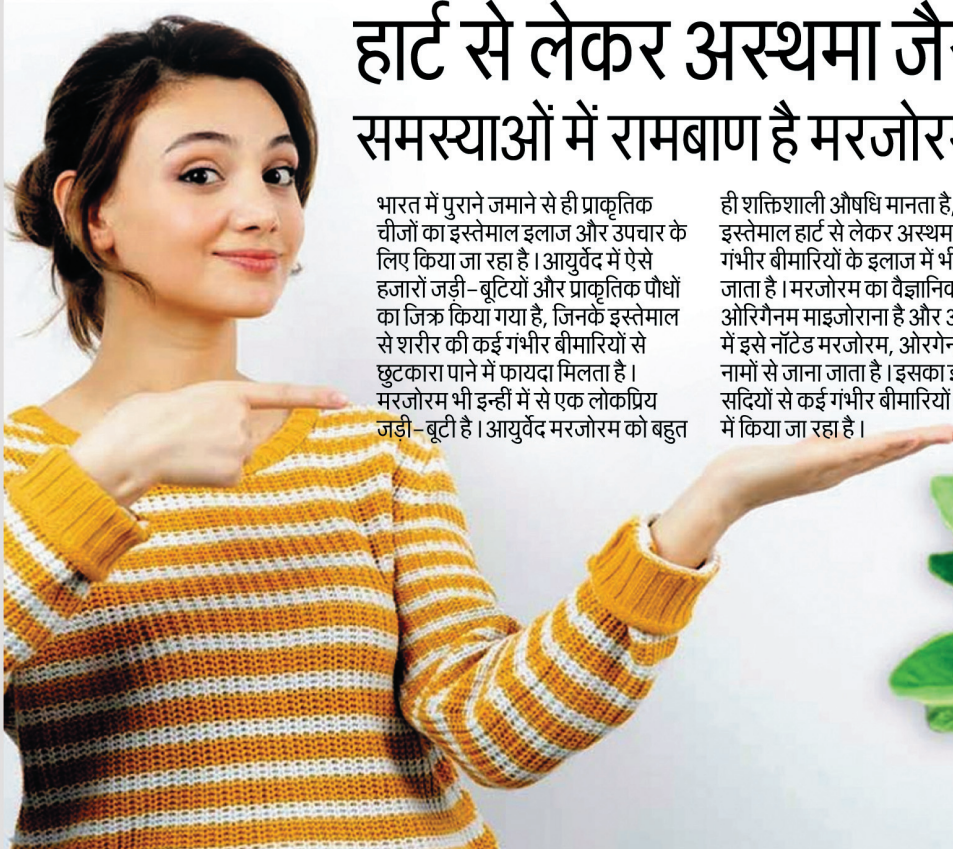 हार्ट से लेकर अस्थमा
समस्याओं में रामबाण है
भारत में पुराने जमाने से ही प्राकृतिक
चीजों का इस्तेमाल इलाज और उपचार के
लिए किया जा रहा है। आयुर्वेद में ऐसे
हजारों जड़ी-बूटियों और प्राकृतिक पौधों
का जिक्र किया गया है, जिनके इस्तेमाल
से शरीर की कई गंभीर बीमारियों से
छुटकारा पाने में फायदा मिलता है।
मरजोरम भी इन्हीं में से एक लोकप्रिय
जड़ी-बूटी है। आयुर्वेद मरजोरम को बहुत
ही शक्तिशाली औषधि मानता है,
इस्तेमाल हार्ट से लेकर अस्थमा
गंभीर बीमारियों के इलाज में भी
जाता है। मरजोरम का वैज्ञानिक
ओरिगैनम माइजोराना है और
में इसे नॉटेड मरजोरम,
नामों से जाना जाता है। इसका
सदियों से कई गंभीर बीमारियों
में किया जा रहा है।